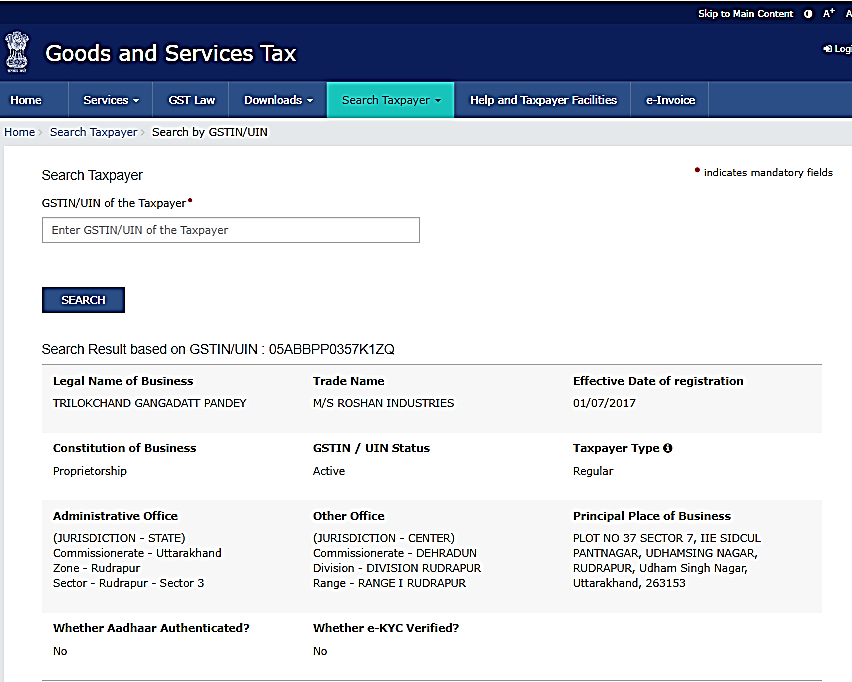 Skip to Main Content A+ A
Goods and Services Tax
Logi
Home Services GST Law Downloads Search Taxpayer Help and Taxpayer Facilities e-Invoice
Home › Search Taxpayer › Search by GSTIN/UIN
Search Taxpayer
• indicates mandatory fields
GSTIN/UIN of the Taxpayer•
Enter GSTIN/UIN of the Taxpayer
SEARCH
Search Result based on GSTIN/UIN : 05ABBPP0357K1ZQ
Legal Name of Business
TRILOKCHAND GANGADATT PANDEY
Trade Name
M/S ROSHAN INDUSTRIES
Effective Date of registration
01/07/2017
Constitution of Business
Proprietorship
GSTIN / UIN Status
Active
Taxpayer Type
Regular
Administrative Office
(JURISDICTION - STATE)
Commissionerate - Uttarakhand
Zone - Rudrapur
Sector - Rudrapur - Sector 3
Other Office
(JURISDICTION - CENTER)
Commissionerate - DEHRADUN
Division - DIVISION RUDRAPUR
Range - RANGE I RUDRAPUR
Principal Place of Business
PLOT NO 37 SECTOR 7, IIE SIDCUL
PANTNAGAR, UDHAMSING NAGAR,
RUDRAPUR, Udham Singh Nagar,
Uttarakhand, 263153
Whether Aadhaar Authenticated?
No
Whether e-KYC Verified?
No